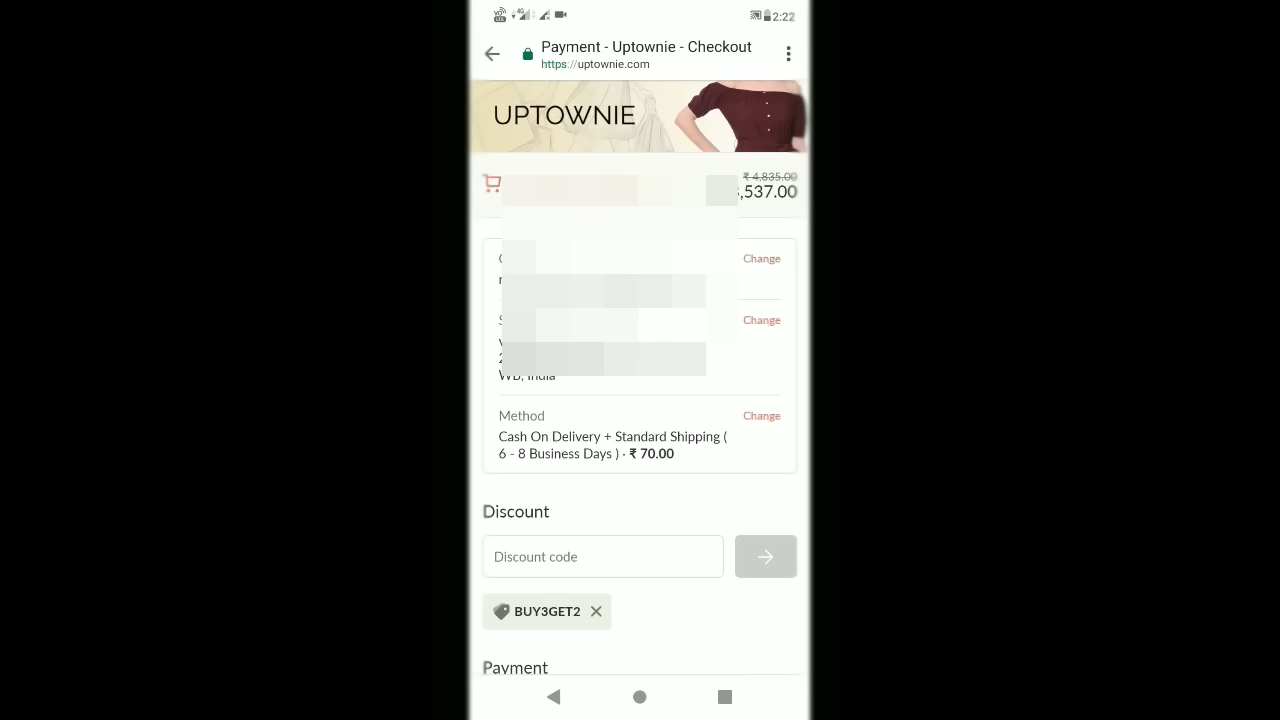 2:22
Payment - Uptownie - Checkout
https://uptownie.com
UPTOWNIE
₹ 4,835.00
,537.00
Change
Change
WB, India
Method
Change
Cash On Delivery + Standard Shipping (
6 - 8 Business Days ) · ₹ 70.00
Discount
Discount code
BUY3GET2
Payment